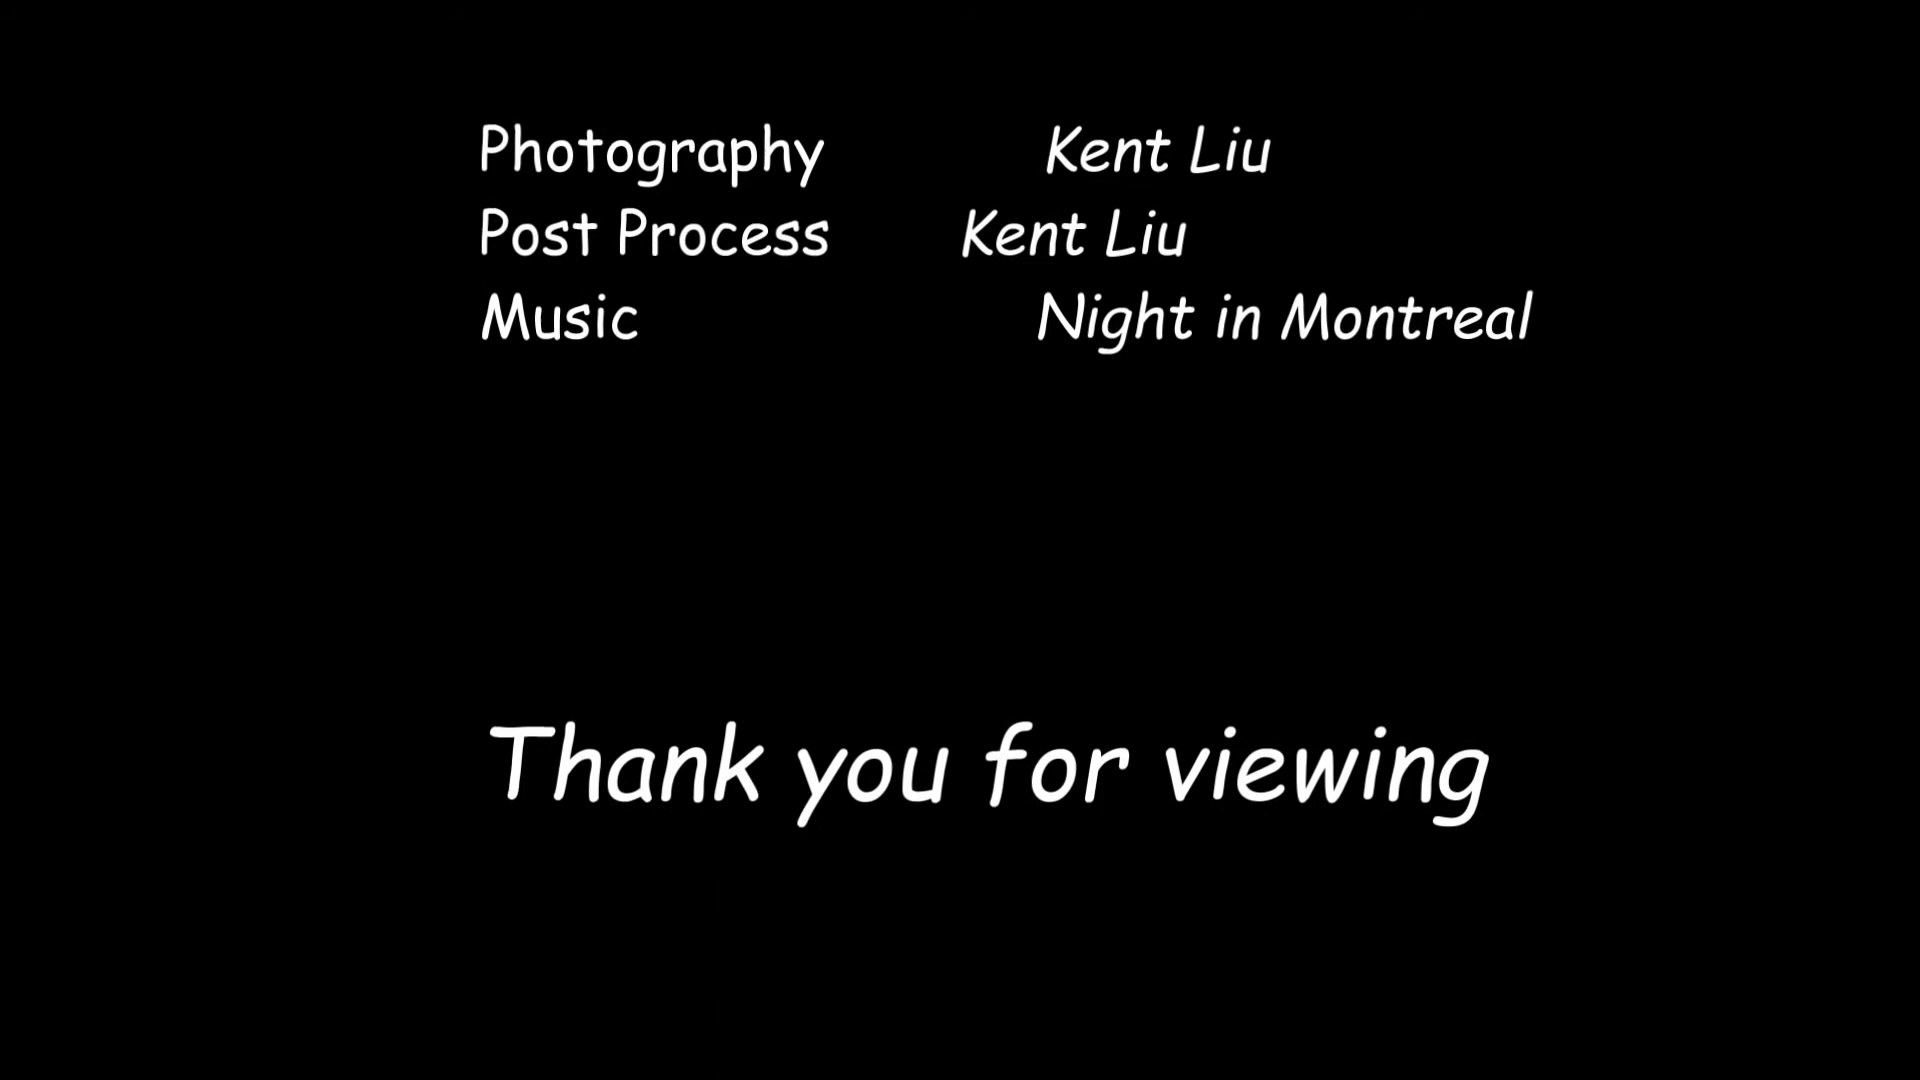 Photography Kent Liu
Post Process Kent Liu
Music Night in Montreal
Thank you for viewing